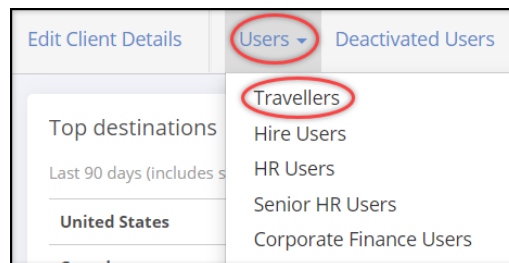 Edit Client Details Users Deactivated Users
Travellers
Hire Users
HR Users
Senior HR Users
Corporate Finance Users
Top destinations
Last 90 days (includes
United States